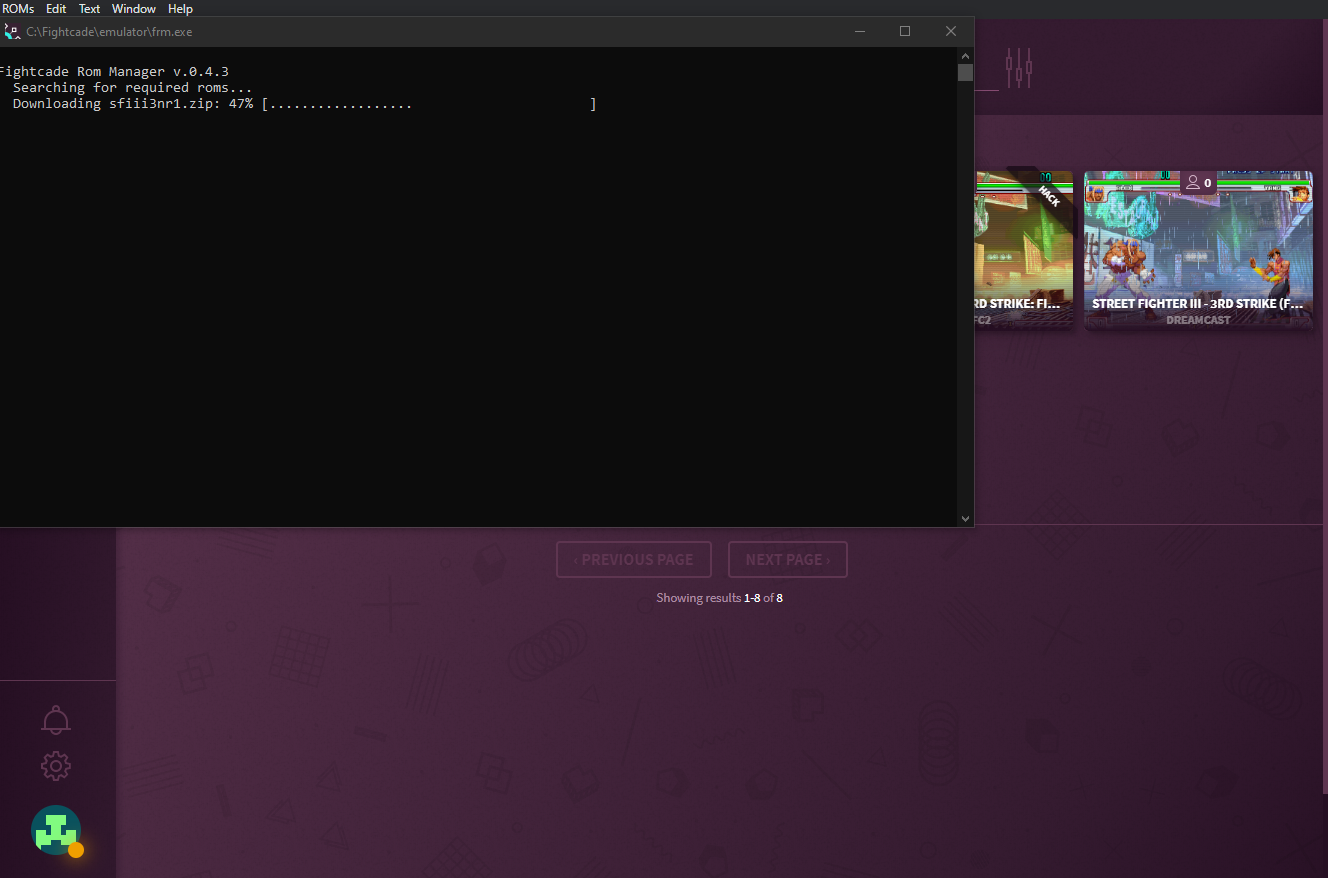 ROMs Edit Text Window Help
C:\Fightcade\emulator\frm.exe
Fightcade Rom Manager v.0.4.3
Searching for required roms...
Downloading sfiii3nr1.zip: 47% [.................. ]
HACK
0
RD STRIKE: FI...
FC2
STREET FIGHTER III - 3RD STRIKE (F...
DREAMCAST
‹ PREVIOUS PAGE
NEXT PAGE ›
Showing results 1-8 of 8